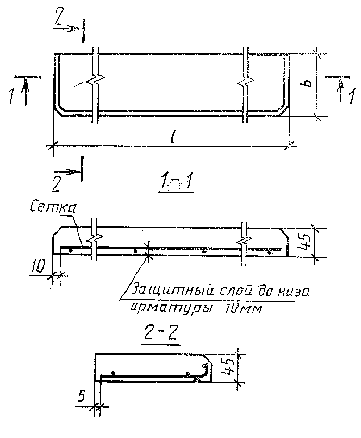 2
1
1
b
l
2
1-1
Сетка
45
10
Защитный слой до низа
арматуры 10мм
2-2
45
5